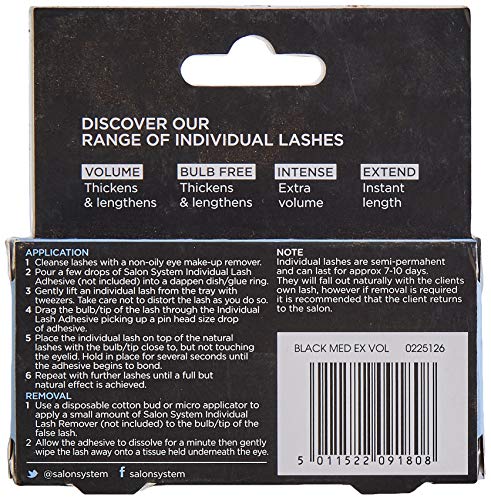 DISCOVER OUR
RANGE OF INDIVIDUAL LASHES
VOLUME
Thickens
& lengthens
BULB FREE
Thickens
& lengthens
INTENSE
Extra
volume
EXTEND
Instant
length
APPLICATION
1 Cleanse lashes with a non-oily eye make-up remover.
2 Pour a few drops of Salon System Individual Lash
Adhesive (not included) into a dappen dish/glue ring.
3 Gently lift an individual lash from the tray with
tweezers. Take care not to distort the lash as you do so.
4 Drag the bulb/tip of the lash through the Individual
Lash Adhesive picking up a pin head size drop
of adhesive.
5 Place the individual lash on top of the natural
lashes with the bulb/tip close to, but not touching
the eyelid. Hold in place for several seconds until
the adhesive begins to bond.
6 Repeat with further lashes until a full but
natural effect is achieved.
REMOVAL
1 Use a disposable cotton bud or micro applicator to
apply a small amount of Salon System Individual
Lash Remover (not included) to the bulb/tip of the
false lash.
2 Allow the adhesive to dissolve for a minute then gently
wipe the lash away onto a tissue held underneath the eye.
@salonsystem f salonsystem
NOTE
Individual lashes are semi-permahent
and can last for approx 7-10 days.
They will fall out naturally with the clients
own lash, however if removal is required
it is recommended that the client returns
to the salon.
BLACK MED EX VOL 0225126
5 011522 091808